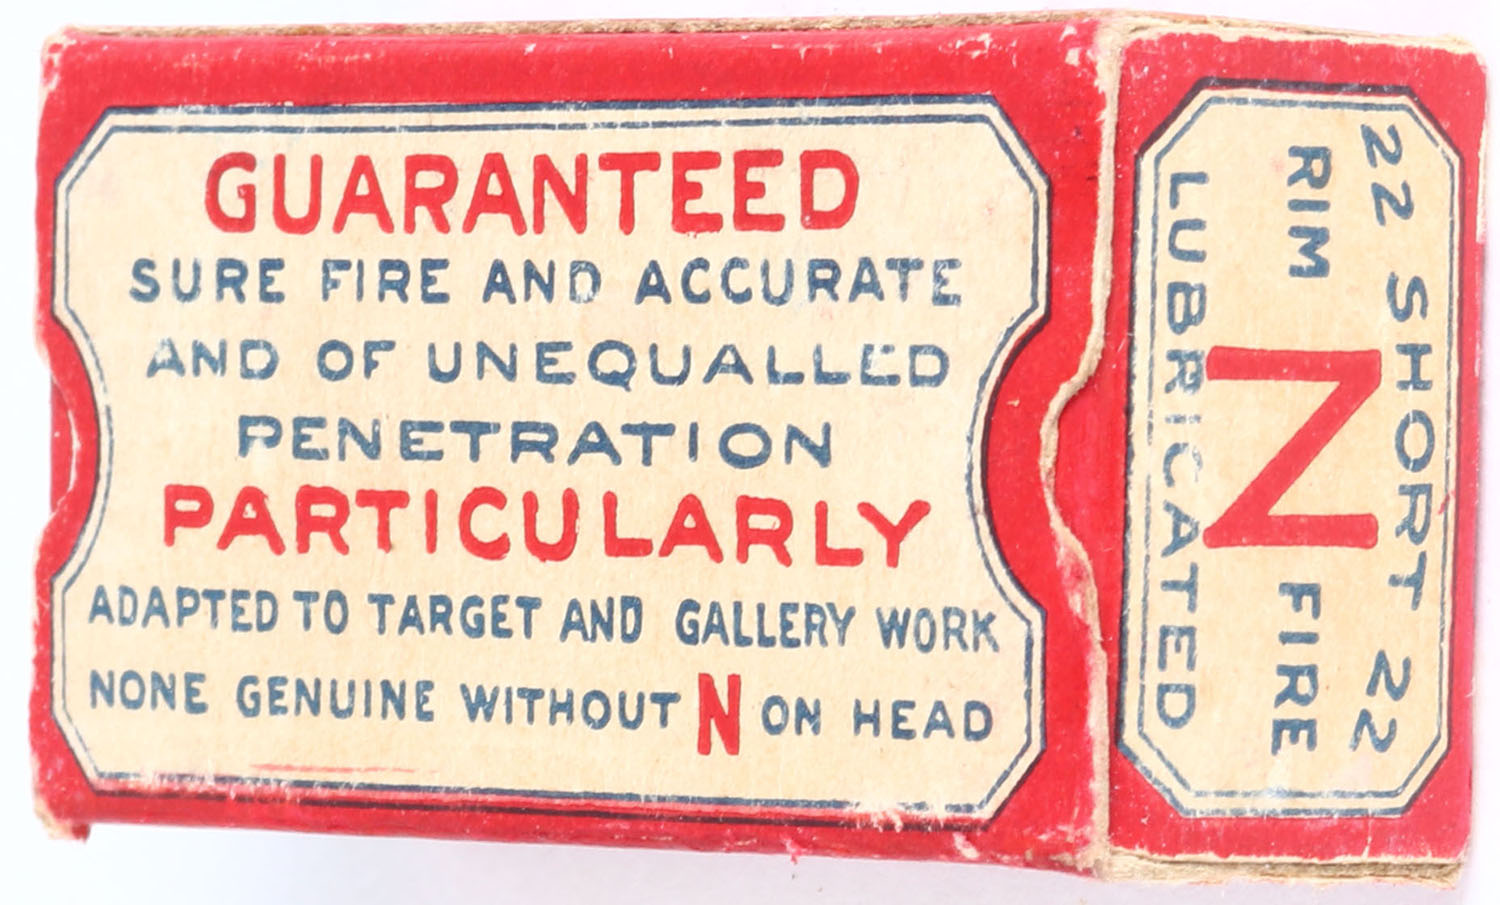 GUARANTEED
SURE FIRE AND ACCURATE
AND OF UNEQUALLED
PENETRATION
PARTICULARLY
ADAPTED TO TARGET AND GALLERY WORK
NONE GENUINE WITHOUT N ON HEAD
22 SHORT 22
RIM N FIRE
LUBRICATED